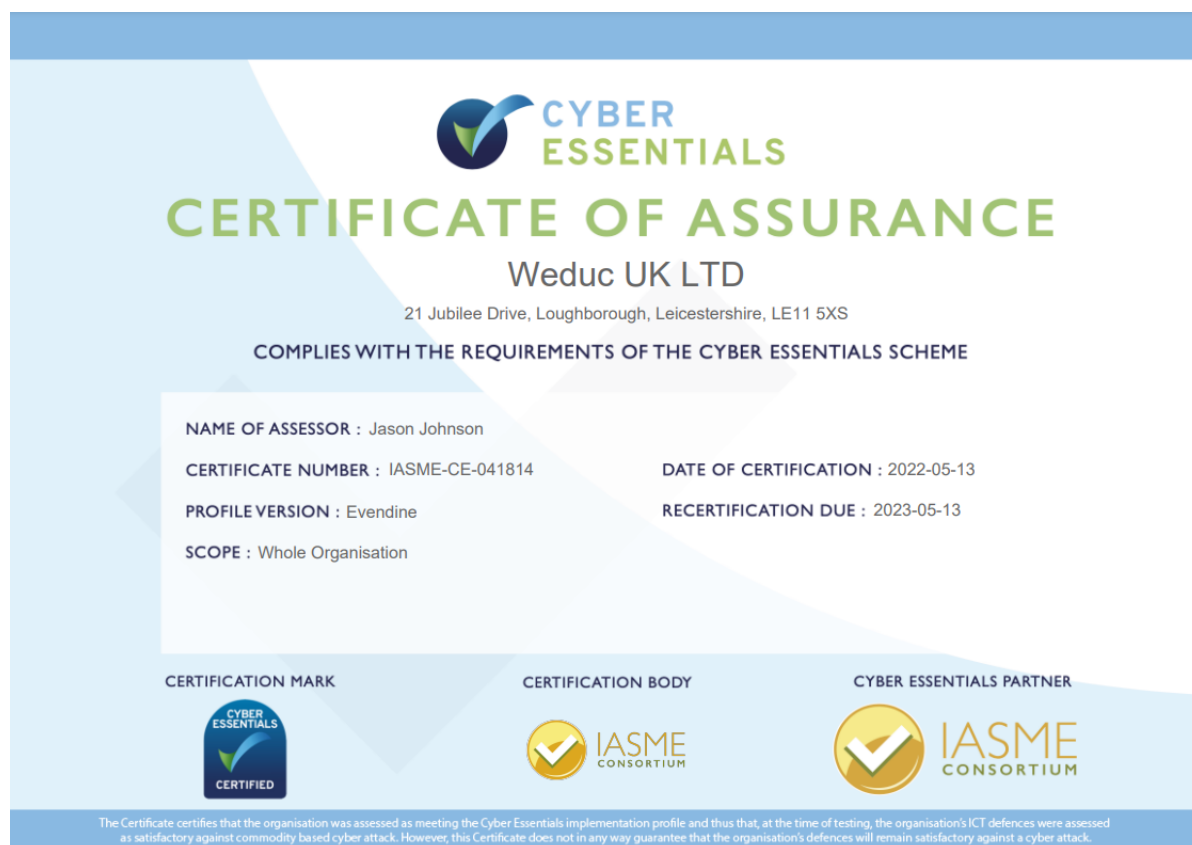 CYBER
ESSENTIALS
CERTIFICATE OF ASSURANCE
Weduc UK LTD
21 Jubilee Drive, Loughborough, Leicestershire, LE11 5XS
COMPLIES WITH THE REQUIREMENTS OF THE CYBER ESSENTIALS SCHEME
NAME OF ASSESSOR : Jason Johnson
CERTIFICATE NUMBER : IASME-CE-041814
DATE OF CERTIFICATION : 2022-05-13
PROFILE VERSION : Evendine
RECERTIFICATION DUE : 2023-05-13
SCOPE : Whole Organisation
CERTIFICATION MARK
CERTIFICATION BODY
CYBER ESSENTIALS PARTNER
CYBER
ESSENTIALS
CERTIFIED
IASME
CONSORTIUM
IASME
CONSORTIUM
The Certificate certifies that the organisation was assessed as meeting the Cyber Essentials implementation profile and thus that, at the time of testing, the organisation's ICT defences were assessed
as satisfactory against commodity based cyber attack. However, this Certificate does not in any way guarantee that the organisation's defences will remain satisfactory against a cyber attack.